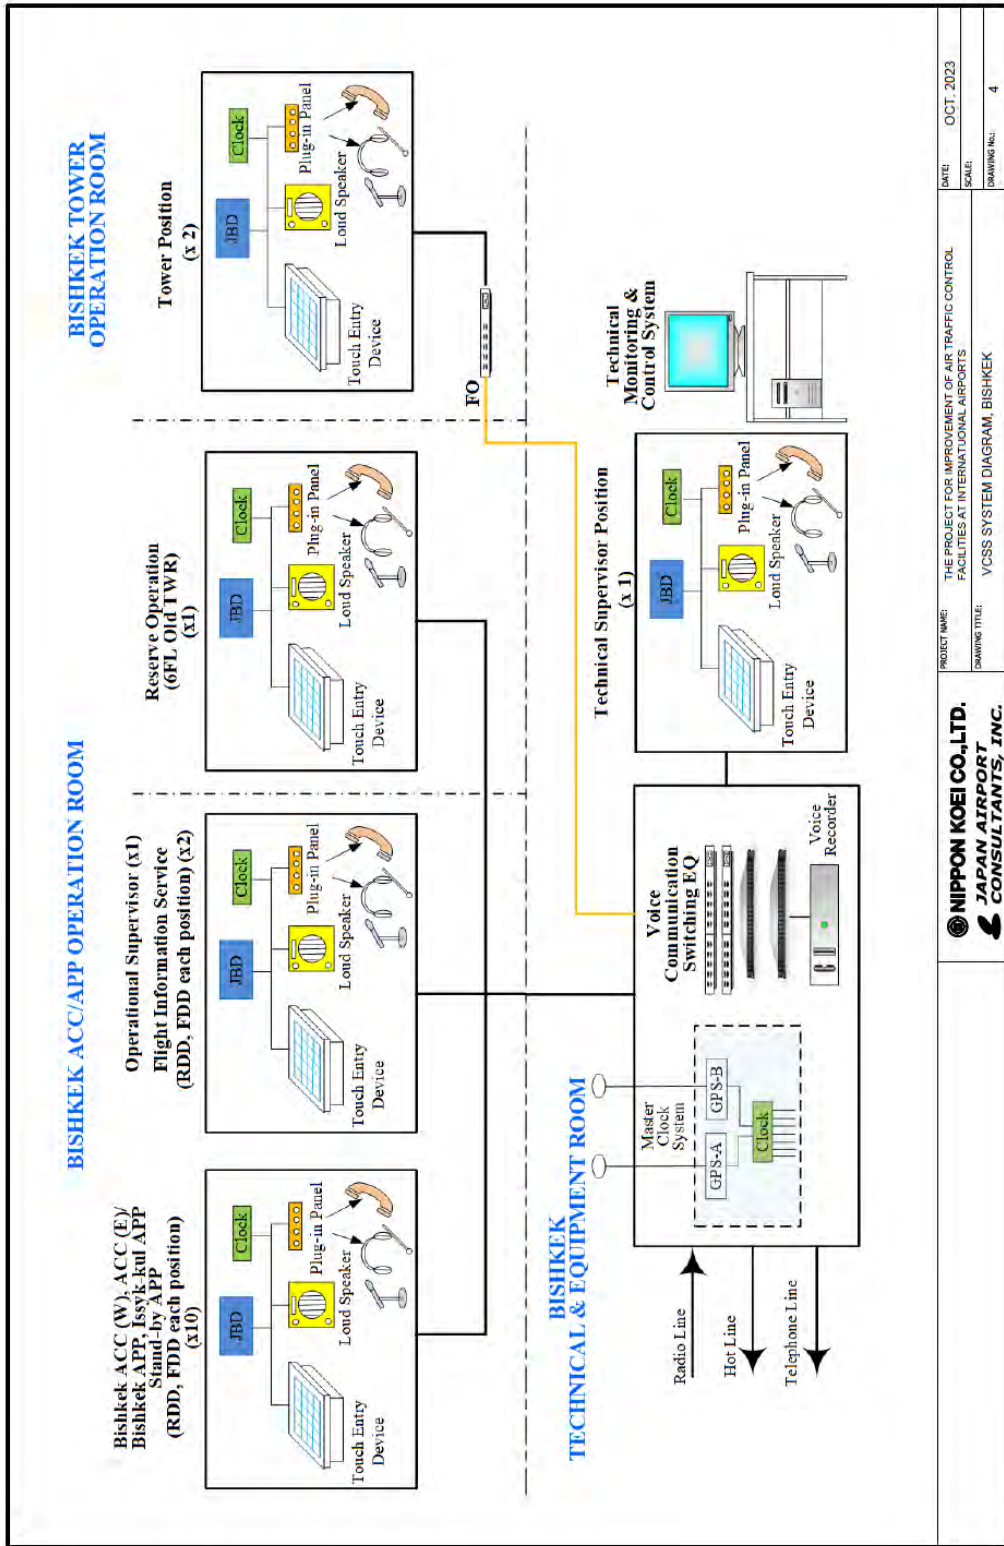 BISHKEK ACC/APP OPERATION ROOM
BISHKEK TOWER
OPERATION ROOM
Bishkek ACC (W), ACC (E)/
Bishkek APP, Issyk-kul APP
Stand-by APP
(RDD, FDD each position)
(x10)
JBD
Clock
Touch Entry
Device
Loud Speaker
Plug-in Panel
Operational Supervisor (x1)
Flight Information Service
(RDD, FDD each position) (x2)
JBD
Clock
Touch Entry
Device
Loud Speaker
Plug-in Panel
Reserve Operation
(6FL Old TWR)
(x1)
JBD
Clock
Touch Entry
Device
Loud Speaker
Plug-in Panel
Tower Position
(x 2)
JBD
Clock
Touch Entry
Device
Loud Speaker
Plug-in Panel
FO
BISHKEK
TECHNICAL & EQUIPMENT ROOM
Radio Line
Hot Line
Telephone Line
Master
Clock
System
GPS-A
GPS-B
Clock
Voice
Communication
Switching EQ
Voice
Recorder
Technical Supervisor Position
(x 1)
JBD
Clock
Touch Entry
Device
Loud Speaker
Plug-in Panel
Technical
Monitoring &
Control System
NIPPON KOEI CO.,LTD.
JAPAN AIRPORT
CONSULTANTS, INC.
PROJECT NAME:
THE PROJECT FOR IMPROVEMENT OF AIR TRAFFIC CONTROL
FACILITIES AT INTERNATIONAL AIRPORTS
DRAWING TITLE:
VCSS SYSTEM DIAGRAM, BISHKEK
DATE:
OCT. 2023
SCALE:
DRAWING No.:
4